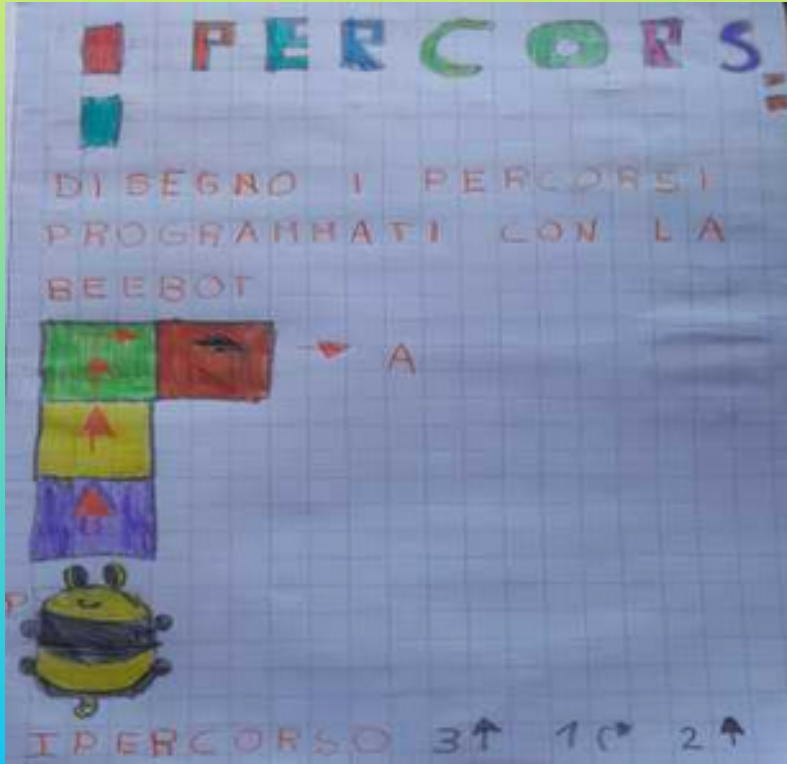 I PERCORSI
DISEGNO I PERCORSI
PROGRAMMATI CON LA
BEEBOT
A
P
I PERCORSO 3↑ 1↱ 2↑